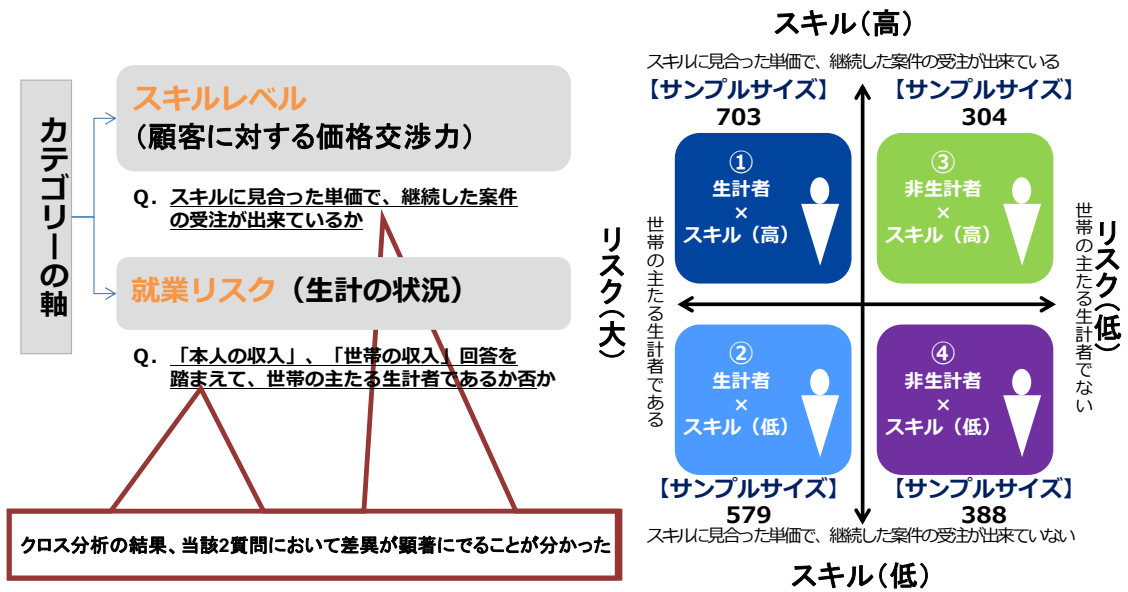 カテゴリーの軸
スキルレベル
（顧客に対する価格交渉力）
Q．スキルに見合った単価で、継続した案件
の受注が出来ているか
就業リスク（生計の状況）
Q．「本人の収入」、「世帯の収入」回答を
踏まえて、世帯の主たる生計者であるか否か
クロス分析の結果、当該2質問において差異が顕著にでることが分かった
スキル（高）
スキルに見合った単価で、継続した案件の受注が出来ている
【サンプルサイズ】
703
【サンプルサイズ】
304
リスク（大）
世帯の主たる生計者である
①
生計者
×
スキル（高）
③
非生計者
×
スキル（高）
世帯の主たる生計者でない
リスク（低）
②
生計者
×
スキル（低）
④
非生計者
×
スキル（低）
【サンプルサイズ】
579
【サンプルサイズ】
388
スキルに見合った単価で、継続した案件の受注が出来ていない
スキル（低）